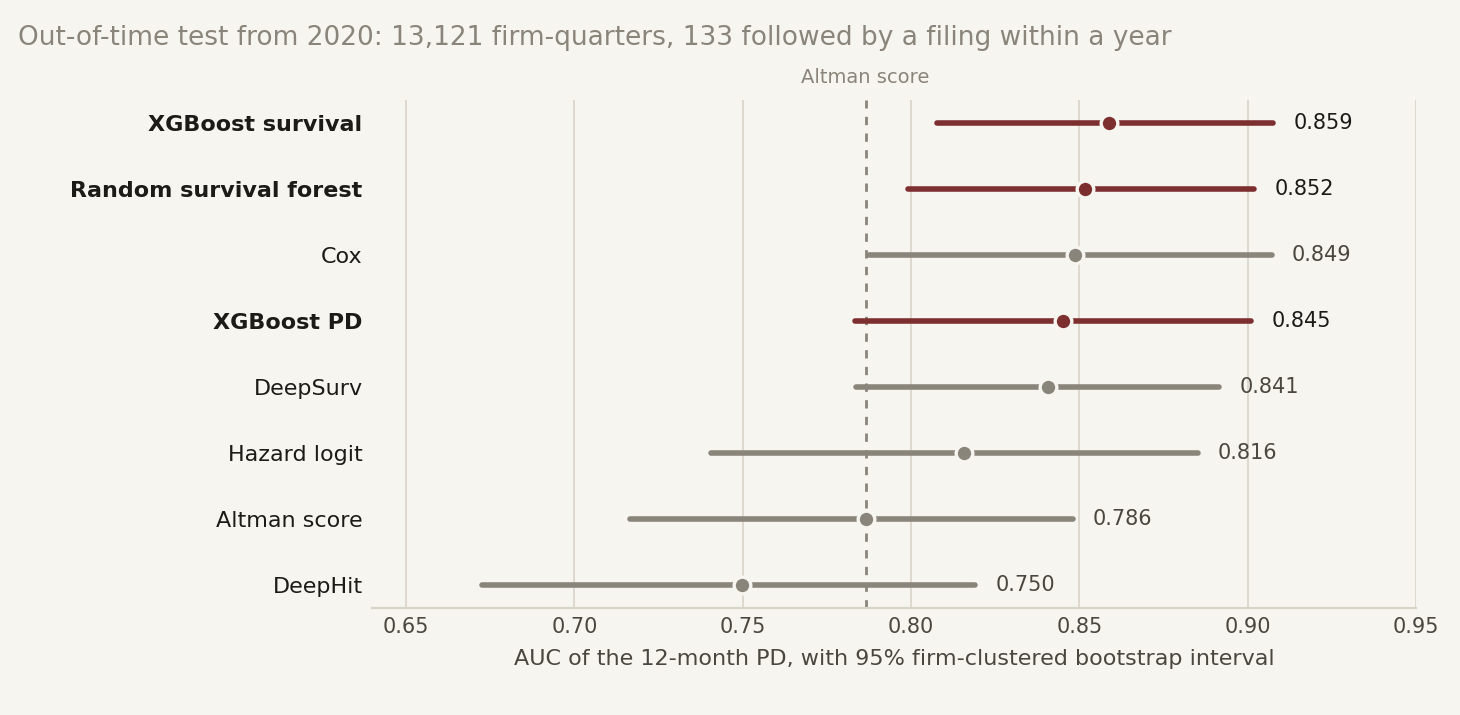 Out-of-time test from 2020: 13,121 firm-quarters, 133 followed by a filing within a year
Altman score
XGBoost survival 0.859
Random survival forest 0.852
Cox 0.849
XGBoost PD 0.845
DeepSurv 0.841
Hazard logit 0.816
Altman score 0.786
DeepHit 0.750
0.65 0.70 0.75 0.80 0.85 0.90 0.95
AUC of the 12-month PD, with 95% firm-clustered bootstrap interval